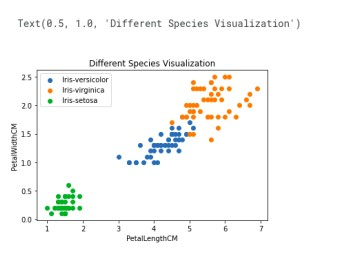 Text(0.5, 1.0, 'Different Species Visualization')
Different Species Visualization
Iris-versicolor
Iris-virginica
Iris-setosa
2.5
2.0
1.5
1.0
0.5
0.0
PetalWidthCM
1 2 3 4 5 6 7
PetalLengthCM